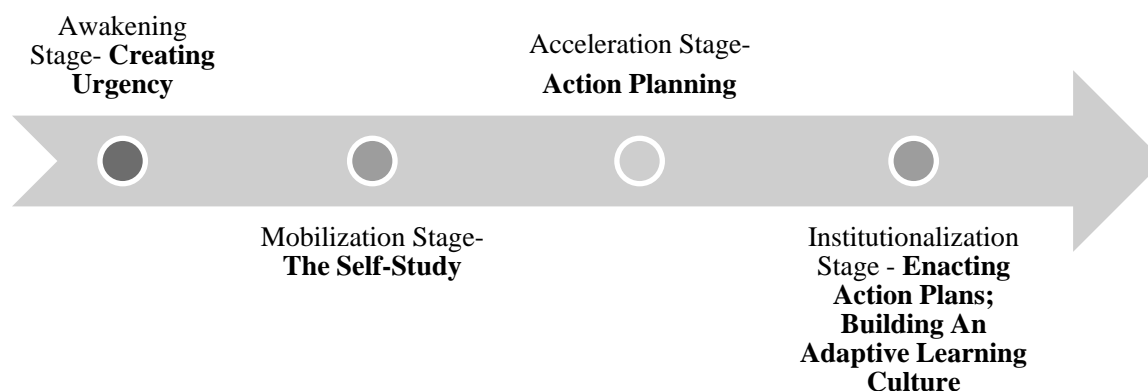 Awakening
Stage- Creating
Urgency
Mobilization Stage-
The Self-Study
Acceleration Stage-
Action Planning
Institutionalization
Stage - Enacting
Action Plans;
Building An
Adaptive Learning
Culture